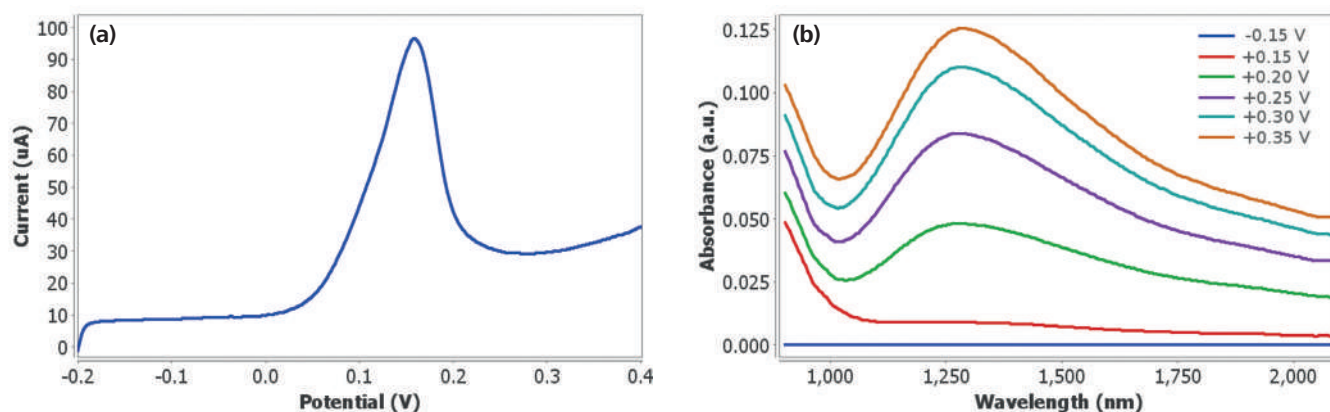 (a)
Current (uA)
100
90
80
70
60
50
40
30
20
10
0
-0.2
-0.1
0.0
0.1
0.2
0.3
0.4
Potential (V)
(b)
Absorbance (a.u.)
0.125
0.100
0.075
0.050
0.025
0.000
-0.15 V
+0.15 V
+0.20 V
+0.25 V
+0.30 V
+0.35 V
1,000
1,250
1,500
1,750
2,000
Wavelength (nm)